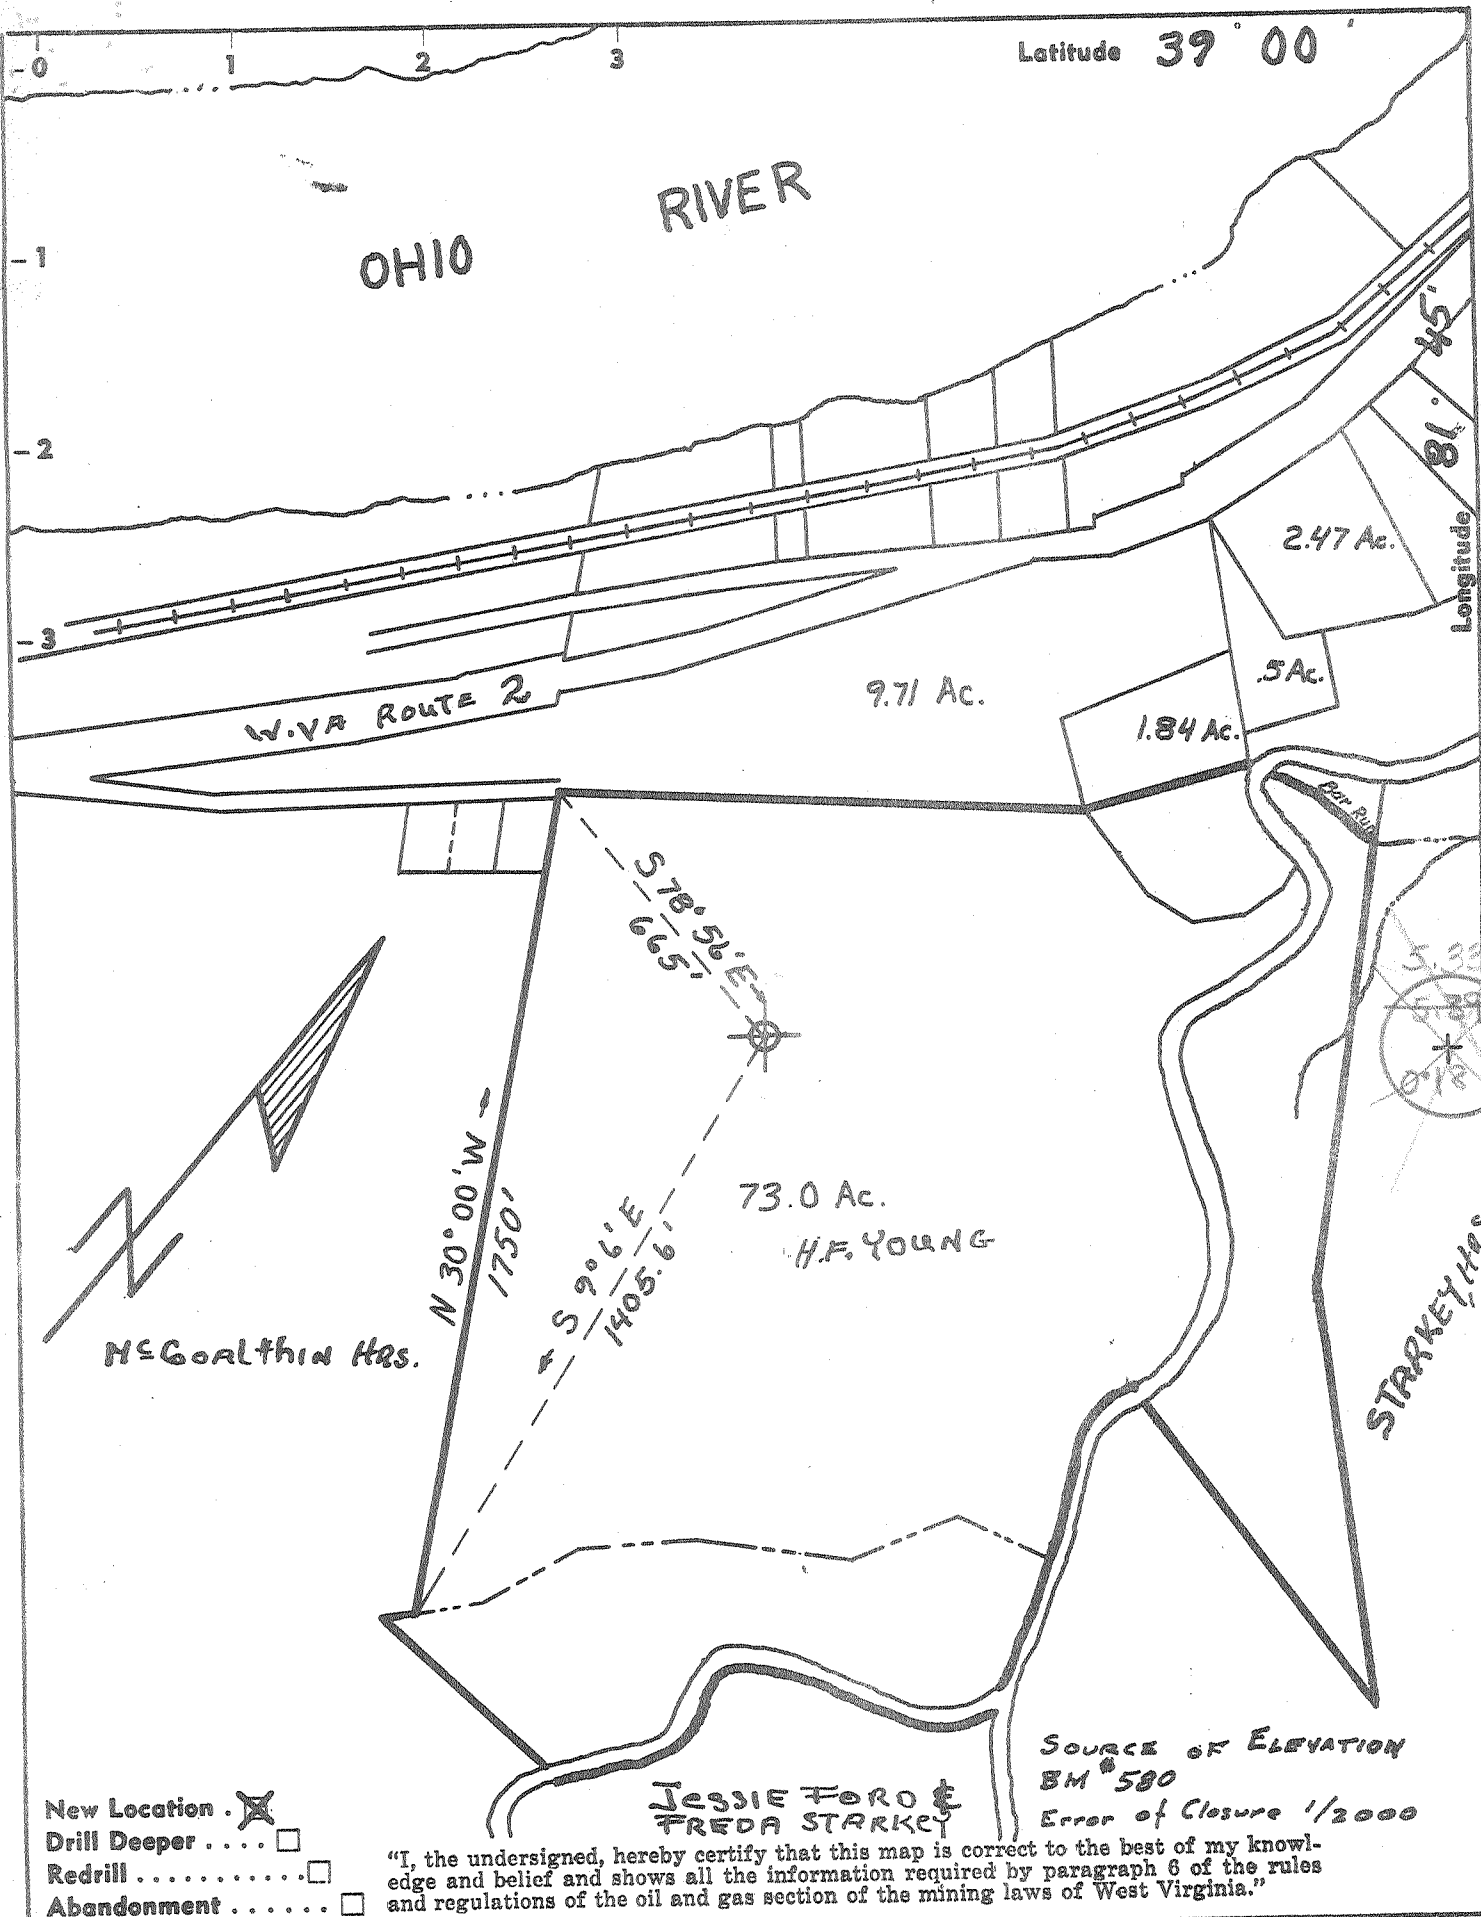 -0 1 2 3 Latitude 39° 00'
-1
-2
-3
OHIO RIVER
Longitude 81° 45'
2.47 Ac.
.5 Ac.
9.71 Ac.
1.84 Ac.
W.VA ROUTE 2
Bar Run
S 78° 56' E
665'
N 30° 00' W
1750'
S 9° 6' E
1405.6'
73.0 Ac.
H.F. YOUNG
McGoalthin Hrs.
STARKEY, Hrs
SOURCE OF ELEVATION
BM #580
Error of Closure 1/2000
JESSIE FORD &
FREDA STARKEY
New Location .
Drill Deeper ....
Redrill ...........
Abandonment ......
"I, the undersigned, hereby certify that this map is correct to the best of my knowl-
edge and belief and shows all the information required by paragraph 6 of the rules
and regulations of the oil and gas section of the mining laws of West Virginia."